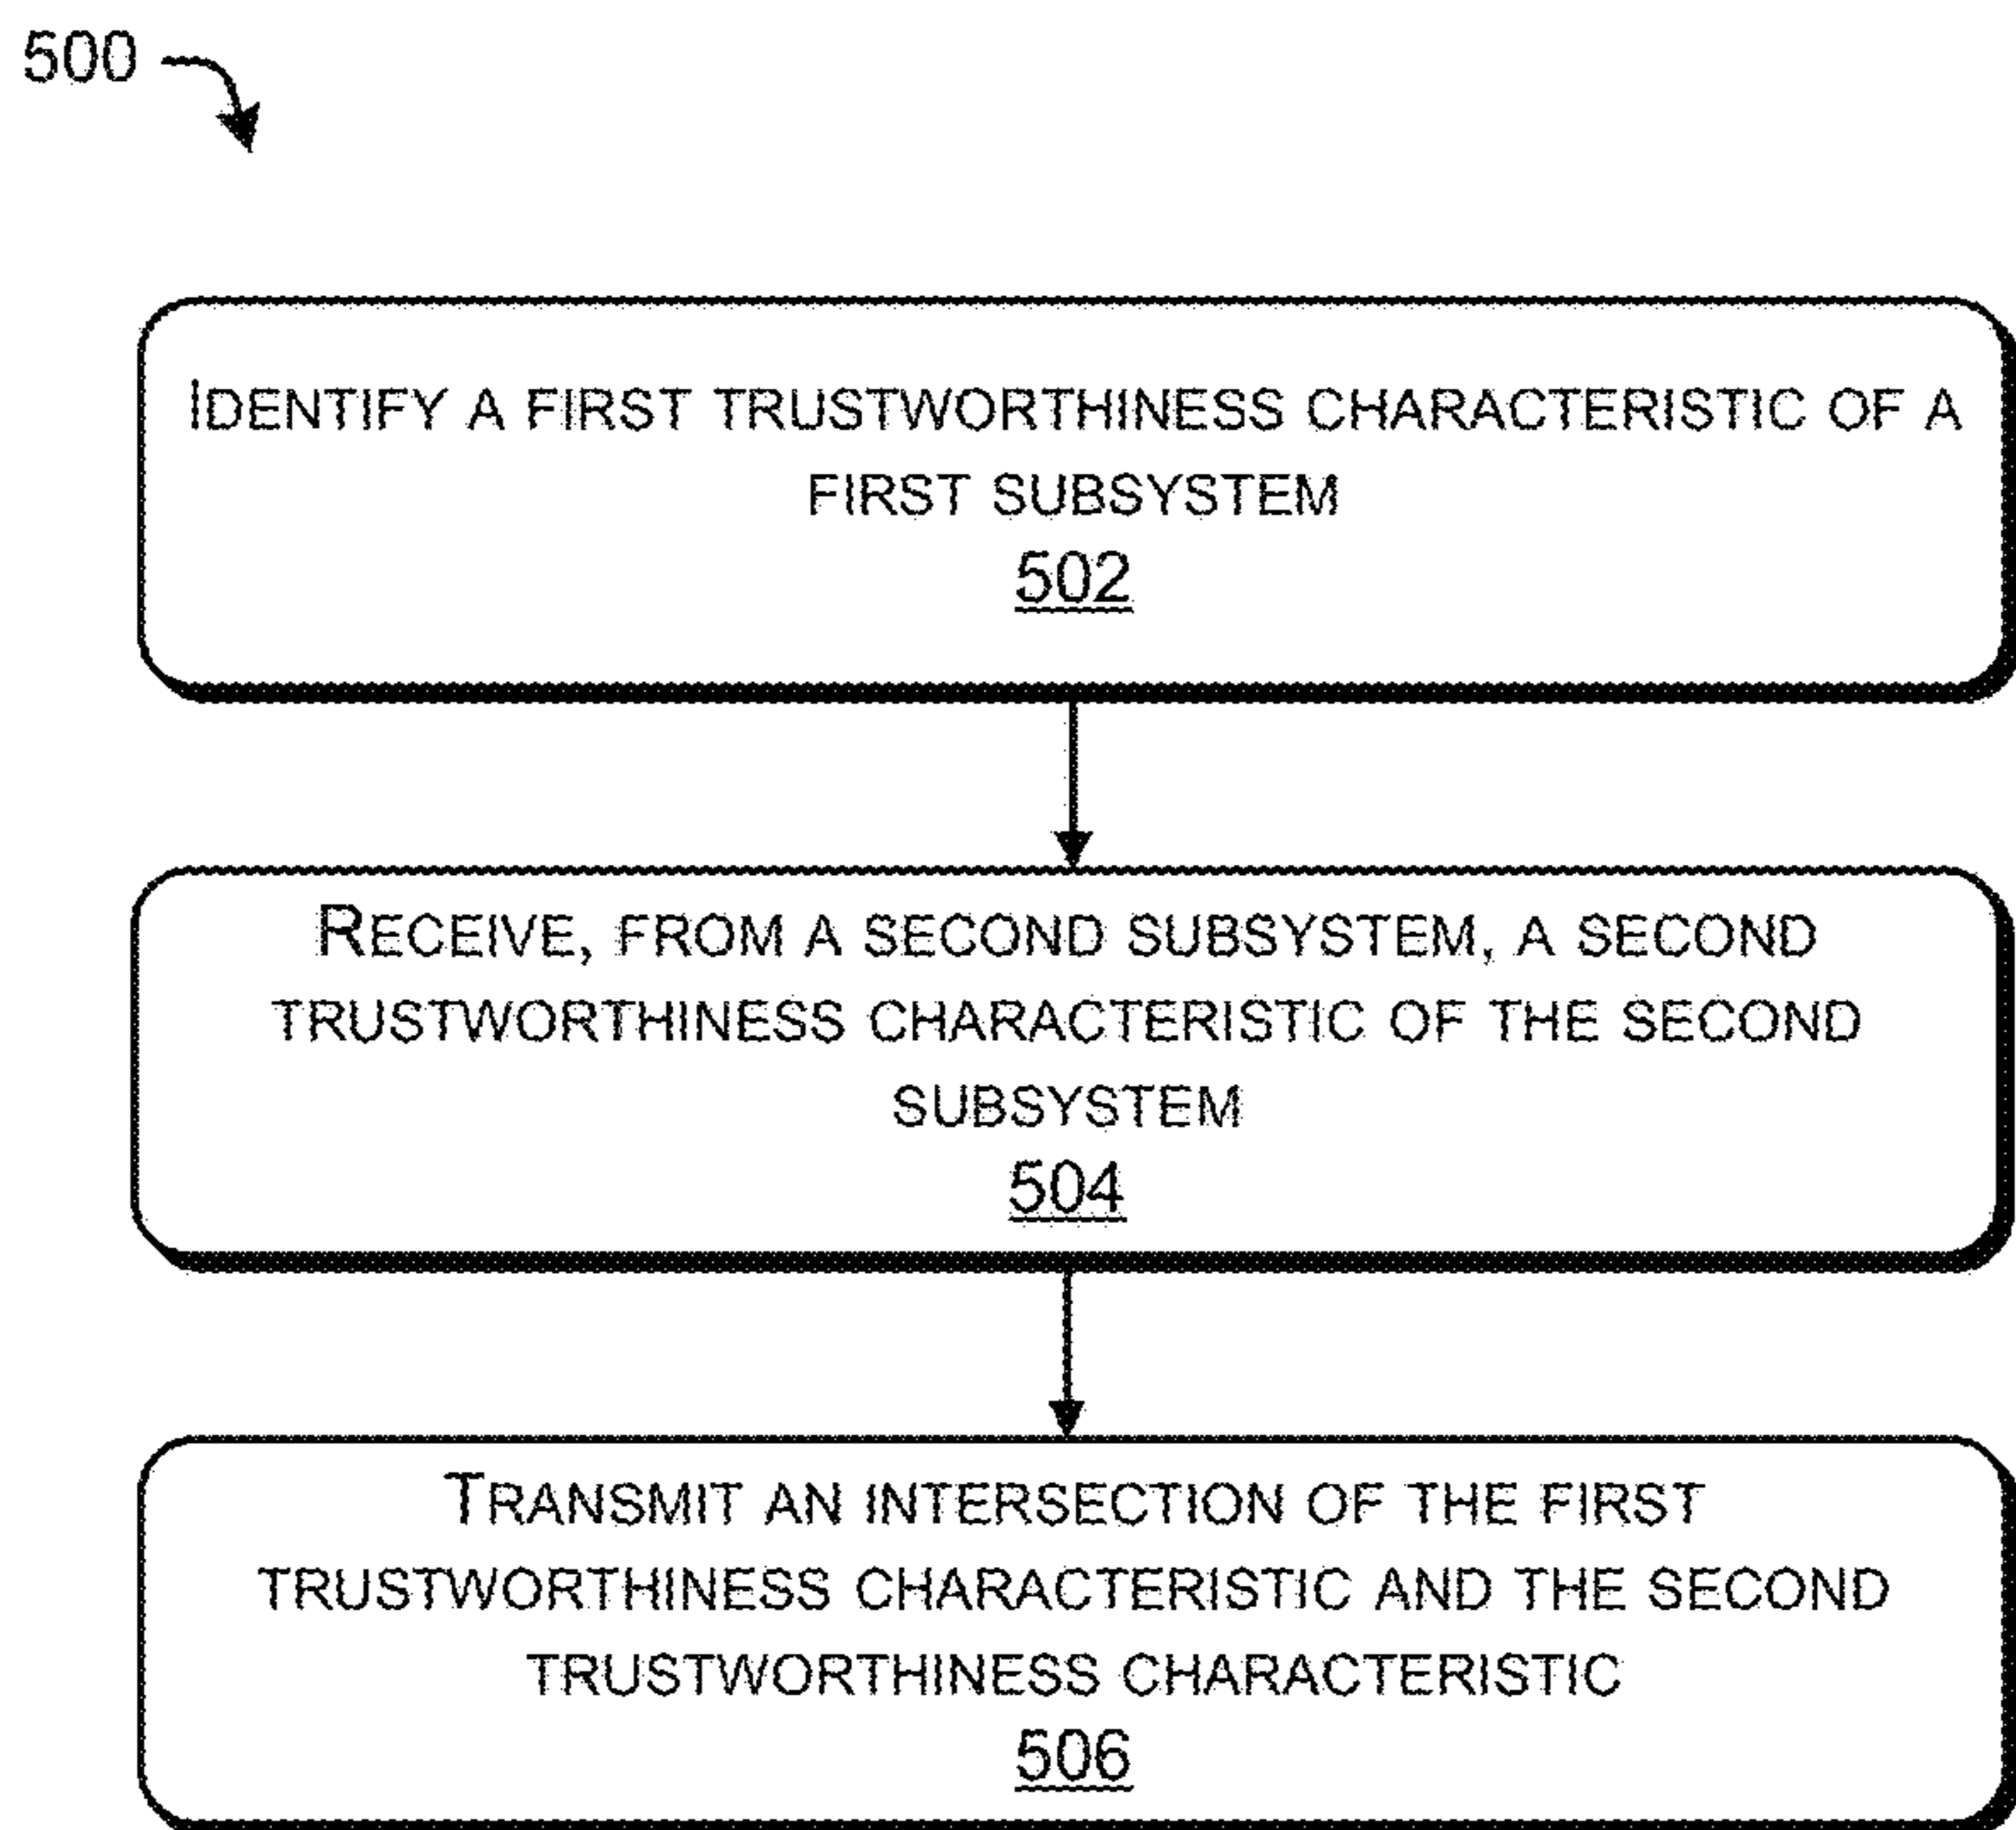 500
IDENTIFY A FIRST TRUSTWORTHINESS CHARACTERISTIC OF A
FIRST SUBSYSTEM
502
RECEIVE, FROM A SECOND SUBSYSTEM, A SECOND
TRUSTWORTHINESS CHARACTERISTIC OF THE SECOND
SUBSYSTEM
504
TRANSMIT AN INTERSECTION OF THE FIRST
TRUSTWORTHINESS CHARACTERISTIC AND THE SECOND
TRUSTWORTHINESS CHARACTERISTIC
506